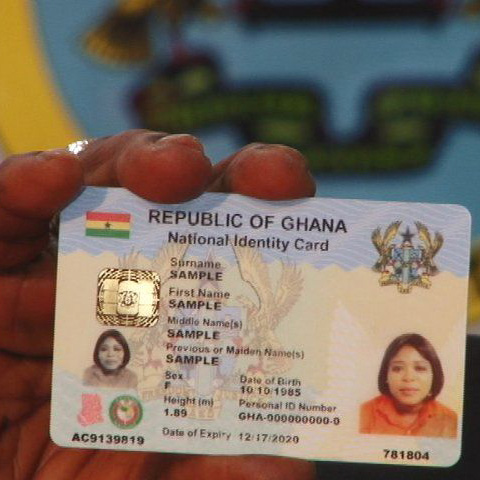 REPUBLIC OF GHANA
National Identity Card
Surname
SAMPLE
First Name
SAMPLE
Middle Name(s)
SAMPLE
Previous or Maiden Name(s)
SAMPLE
Sex
F
Date of Birth
10.10.1985
Height (m)
1.89
Personal ID Number
GHA-000000000-0
AC9139819
Date of Expiry 12/17/2020
781804